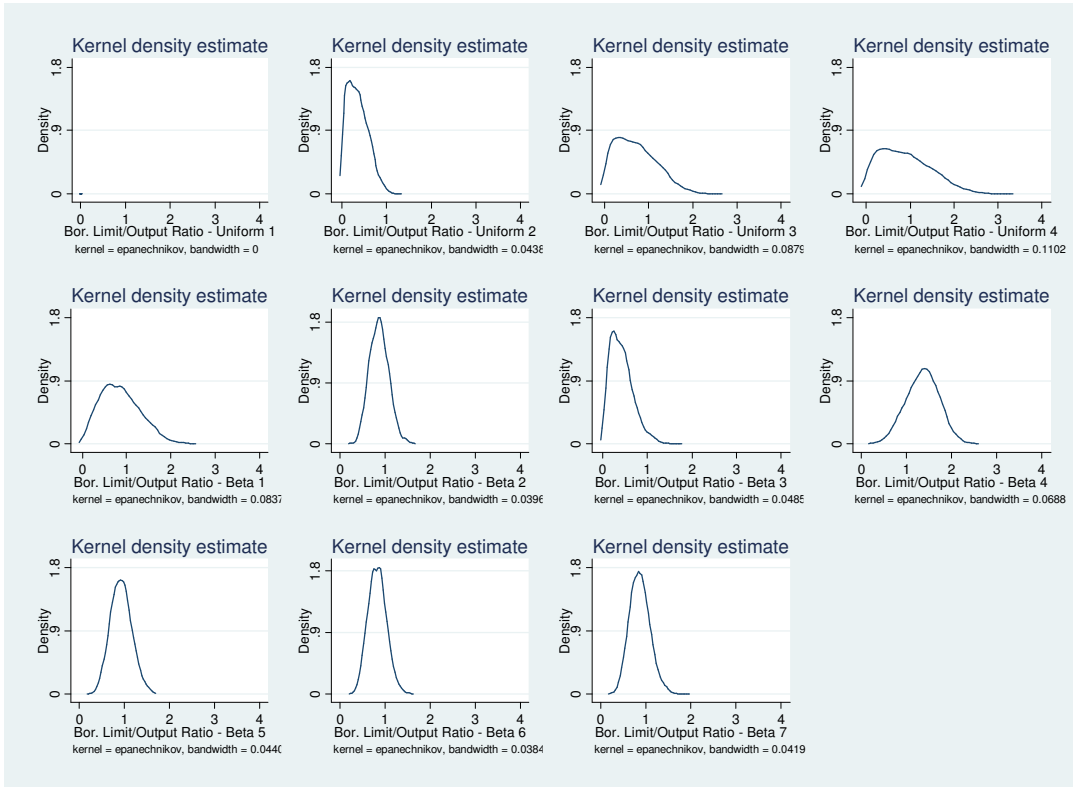 Kernel density estimate
1.8
.9
0
Density
0 1 2 3 4
Bor. Limit/Output Ratio - Uniform 1
kernel = epanechnikov, bandwidth = 0
Kernel density estimate
1.8
.9
0
Density
0 1 2 3 4
Bor. Limit/Output Ratio - Uniform 2
kernel = epanechnikov, bandwidth = 0.0438
Kernel density estimate
1.8
.9
0
Density
0 1 2 3 4
Bor. Limit/Output Ratio - Uniform 3
kernel = epanechnikov, bandwidth = 0.0879
Kernel density estimate
1.8
.9
0
Density
0 1 2 3 4
Bor. Limit/Output Ratio - Uniform 4
kernel = epanechnikov, bandwidth = 0.1102
Kernel density estimate
1.8
.9
0
Density
0 1 2 3 4
Bor. Limit/Output Ratio - Beta 1
kernel = epanechnikov, bandwidth = 0.0837
Kernel density estimate
1.8
.9
0
Density
0 1 2 3 4
Bor. Limit/Output Ratio - Beta 2
kernel = epanechnikov, bandwidth = 0.0396
Kernel density estimate
1.8
.9
0
Density
0 1 2 3 4
Bor. Limit/Output Ratio - Beta 3
kernel = epanechnikov, bandwidth = 0.0485
Kernel density estimate
1.8
.9
0
Density
0 1 2 3 4
Bor. Limit/Output Ratio - Beta 4
kernel = epanechnikov, bandwidth = 0.0688
Kernel density estimate
1.8
.9
0
Density
0 1 2 3 4
Bor. Limit/Output Ratio - Beta 5
kernel = epanechnikov, bandwidth = 0.0440
Kernel density estimate
1.8
.9
0
Density
0 1 2 3 4
Bor. Limit/Output Ratio - Beta 6
kernel = epanechnikov, bandwidth = 0.0384
Kernel density estimate
1.8
.9
0
Density
0 1 2 3 4
Bor. Limit/Output Ratio - Beta 7
kernel = epanechnikov, bandwidth = 0.0419